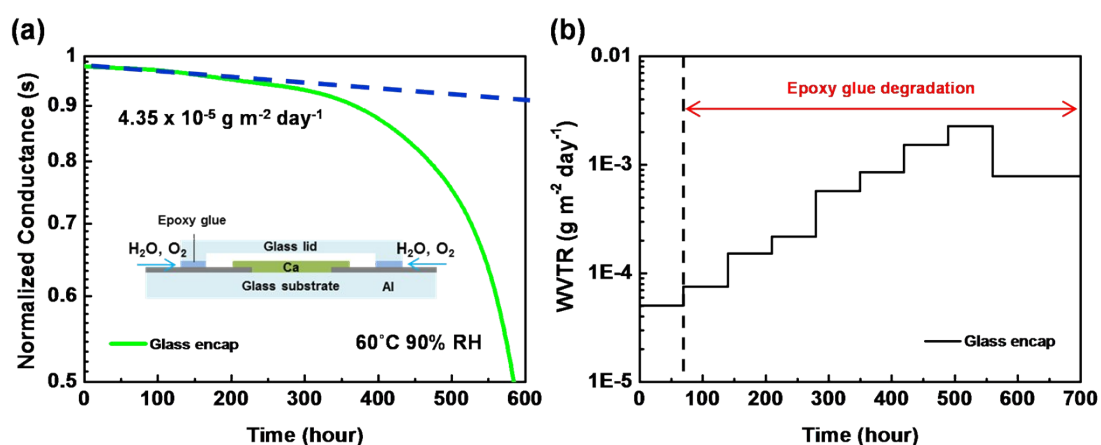 (a)
Normalized Conductance (s)
1
0.9
0.8
0.7
0.6
0.5
4.35 x 10⁻⁵ g m⁻² day⁻¹
Epoxy glue
H₂O, O₂
Glass lid
H₂O, O₂
Ca
Glass substrate
Al
Glass encap
60°C 90% RH
0 100 200 300 400 500 600
Time (hour)
(b)
WVTR (g m⁻² day⁻¹)
0.01
1E-3
1E-4
1E-5
Epoxy glue degradation
Glass encap
0 100 200 300 400 500 600 700
Time (hour)